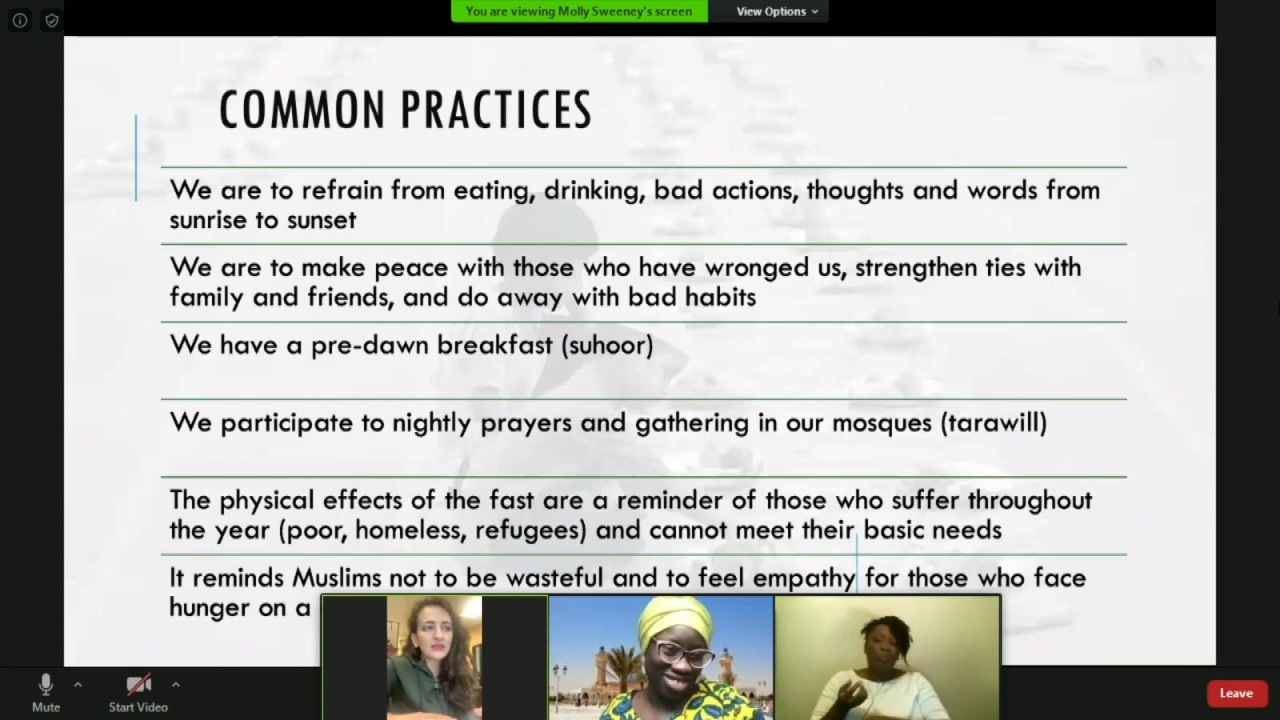 You are viewing Molly Sweeney's screen
View Options
COMMON PRACTICES
We are to refrain from eating, drinking, bad actions, thoughts and words from
sunrise to sunset
We are to make peace with those who have wronged us, strengthen ties with
family and friends, and do away with bad habits
We have a pre-dawn breakfast (suhoor)
We participate to nightly prayers and gathering in our mosques (tarawill)
The physical effects of the fast are a reminder of those who suffer throughout
the year (poor, homeless, refugees) and cannot meet their basic needs
It reminds Muslims not to be wasteful and to feel empathy for those who face
hunger on a
Mute
Start Video
Leave